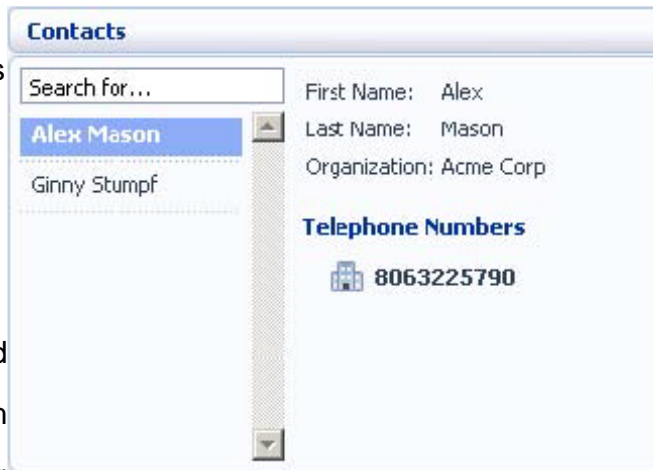 Contacts
Search for...
Alex Mason
Ginny Stumpf
First Name: Alex
Last Name: Mason
Organization: Acme Corp
Telephone Numbers
8063225790